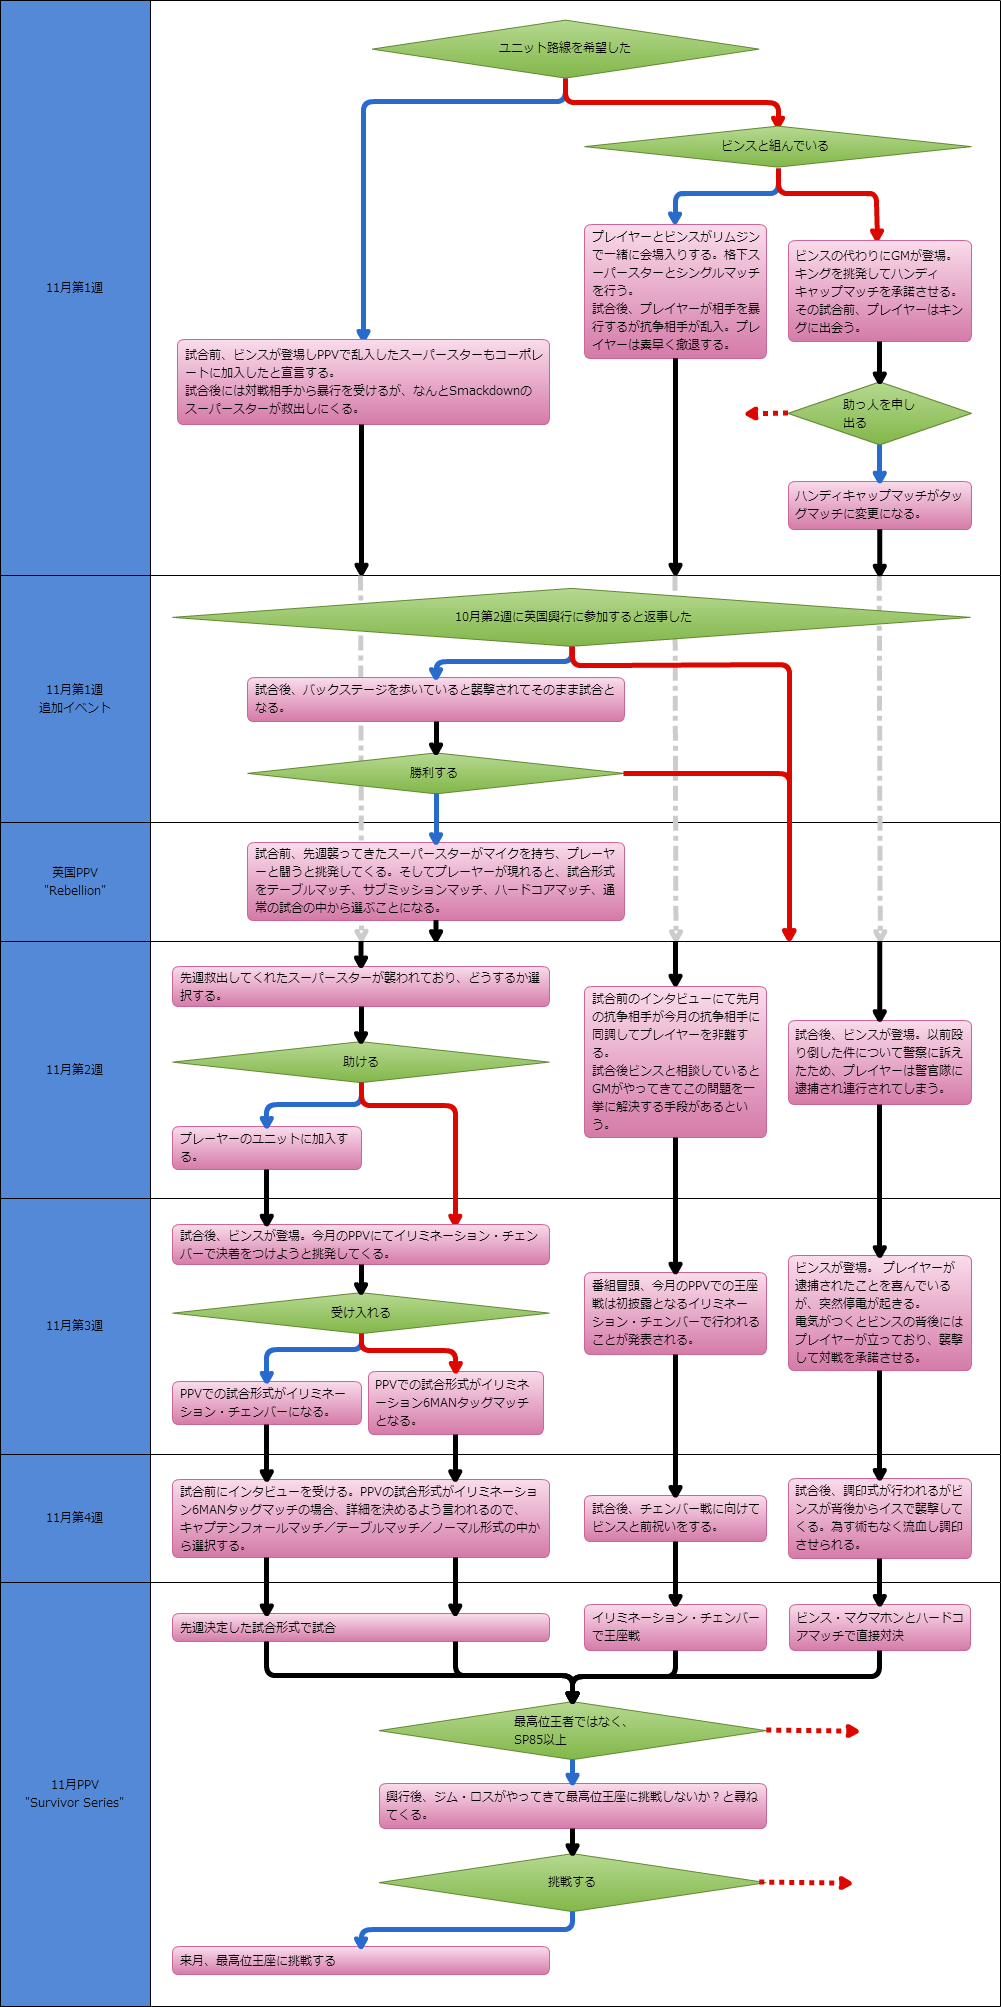 11月第1週
ユニット路線を希望した
ビンスと組んでいる
プレイヤーとビンスがリムジン
で一緒に会場入りする。格下ス
ーパースターとシングルマッチ
を行う。
試合後、プレイヤーが相手を暴
行するが抗争相手が乱入。プレ
イヤーは素早く撤退する。
ビンスの代わりにGMが登場。
キングを挑発してハンディ
キャップマッチを承諾させる。
その試合前、プレイヤーはキン
グに出会う。
試合前、ビンスが登場しPPVで乱入したスーパースターもコーポレ
ートに加入したと宣言する。
試合後には対戦相手から暴行を受けるが、なんとSmackdownの
スーパースターが救出しにくる。
助っ人を申し
出る
ハンディキャップマッチがタッ
グマッチに変更になる。
11月第1週
追加イベント
10月第2週に英国興行に参加すると返事した
試合後、バックステージを歩いていると襲撃されてそのまま試合と
なる。
勝利する
英国PPV
"Rebellion"
試合前、先週襲ってきたスーパースターがマイクを持ち、プレーヤ
ーと闘うと挑発してくる。そしてプレーヤーが現れると、試合形式
をテーブルマッチ、サブミッションマッチ、ハードコアマッチ、通
常の試合の中から選ぶことになる。
11月第2週
先週救出してくれたスーパースターが襲われており、どうするか選
択する。
助ける
プレーヤーのユニットに加入す
る。
試合前のインタビューにて先月
の抗争相手が今月の抗争相手に
同調してプレイヤーを非難す
る。
試合後ビンスと相談していると
GMがやってきてこの問題を一
挙に解決する手段があるとい
う。
試合後、ビンスが登場。以前殴
り倒した件について警察に訴え
たため、プレイヤーは警官隊に
逮捕され連行されてしまう。
11月第3週
試合後、ビンスが登場。今月のPPVにてイリミネーション・チェン
バーで決着をつけようと挑発してくる。
受け入れる
PPVでの試合形式がイリミネー
ション・チェンバーになる。
PPVでの試合形式がイリミネ
ーション6MANタッグマッチ
となる。
番組冒頭、今月のPPVでの王座
戦は初披露となるイリミネー
ション・チェンバーで行われる
ことが発表される。
ビンスが登場。 プレイヤーが
逮捕されたことを喜んでいる
が、突然停電が起きる。
電気がつくとビンスの背後には
プレイヤーが立っており、襲撃
して対戦を承諾させる。
11月第4週
試合前にインタビューを受ける。PPVの試合形式がイリミネーショ
ン6MANタッグマッチの場合、詳細を決めるよう言われるので、
キャプテンフォールマッチ／テーブルマッチ／ノーマル形式の中か
ら選択する。
試合後、チェンバー戦に向けて
ビンスと前祝いをする。
試合後、調印式が行われるがビ
ンスが背後からイスで襲撃して
くる。為す術もなく流血し調印
させられる。
11月PPV
"Survivor Series"
先週決定した試合形式で試合
イリミネーション・チェンバー
で王座戦
ビンス・マクマホンとハードコ
アマッチで直接対決
最高位王者ではなく、
SP85以上
興行後、ジム・ロスがやってきて最高位王座に挑戦しないか？と尋ね
てくる。
挑戦する
来月、最高位王座に挑戦する